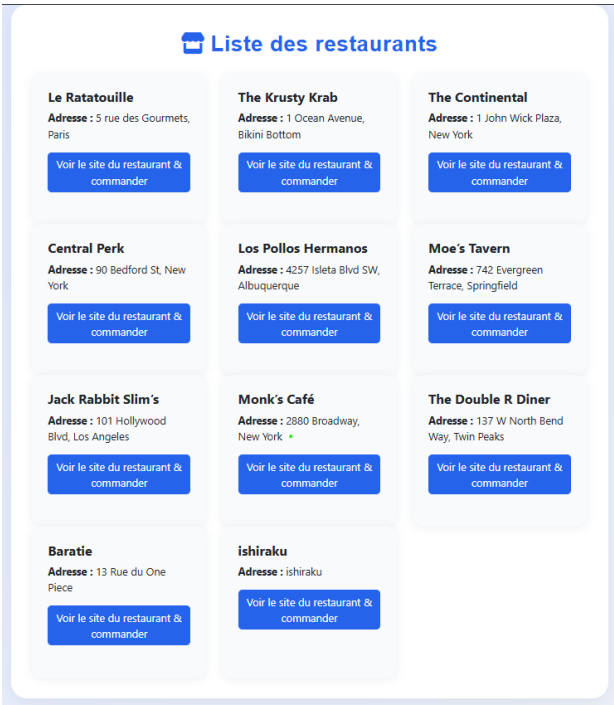 Liste des restaurants
Le Ratatouille
Adresse : 5 rue des Gourmets,
Paris
Voir le site du restaurant &
commander
The Krusty Krab
Adresse : 1 Ocean Avenue,
Bikini Bottom
Voir le site du restaurant &
commander
The Continental
Adresse : 1 John Wick Plaza,
New York
Voir le site du restaurant &
commander
Central Perk
Adresse : 90 Bedford St, New
York
Voir le site du restaurant &
commander
Los Pollos Hermanos
Adresse : 4257 Isleta Blvd SW,
Albuquerque
Voir le site du restaurant &
commander
Moe's Tavern
Adresse : 742 Evergreen
Terrace, Springfield
Voir le site du restaurant &
commander
Jack Rabbit Slim's
Adresse : 101 Hollywood
Blvd, Los Angeles
Voir le site du restaurant &
commander
Monk's Café
Adresse : 2880 Broadway,
New York
Voir le site du restaurant &
commander
The Double R Diner
Adresse : 137 W North Bend
Way, Twin Peaks
Voir le site du restaurant &
commander
Baratie
Adresse : 13 Rue du One
Piece
Voir le site du restaurant &
commander
ishiraku
Adresse : ishiraku
Voir le site du restaurant &
commander